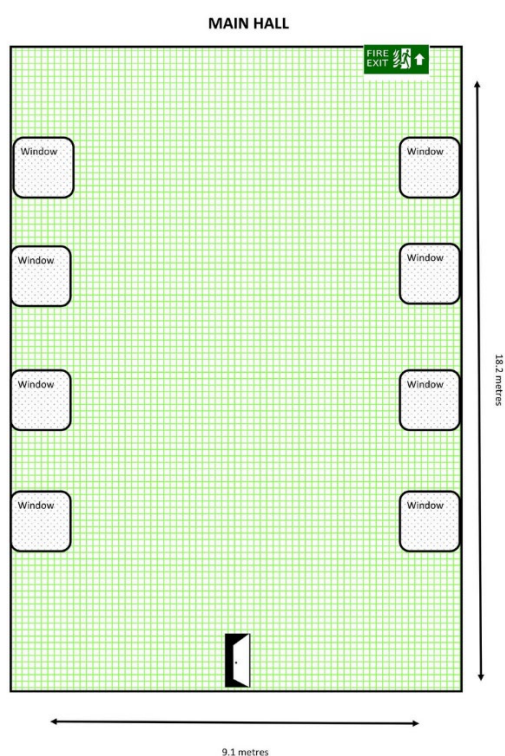 MAIN HALL
FIRE
EXIT
Window
Window
Window
Window
Window
Window
Window
Window
18.2 metres
9.1 metres